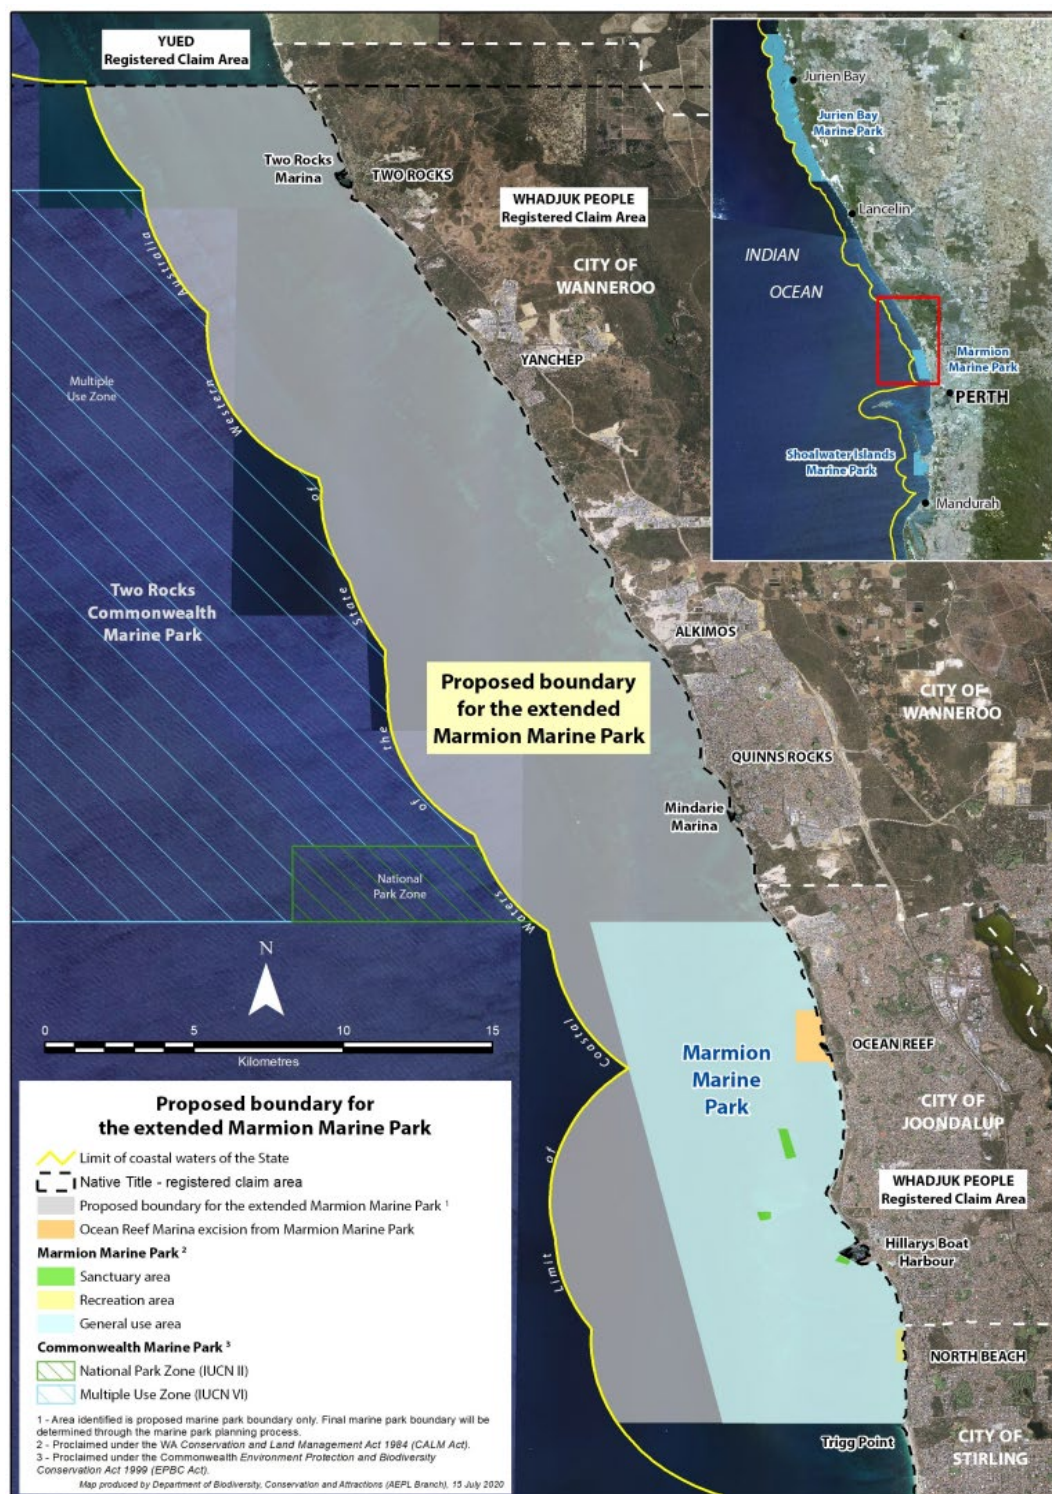 YUED
Registered Claim Area
Two Rocks
Marina
TWO ROCKS
WHADJUK PEOPLE
Registered Claim Area
CITY OF
WANNEROO
YANCHEP
Jurien Bay
Jurien Bay
Marine Park
Lancelin
INDIAN
OCEAN
Marmion
Marine Park
PERTH
Shoalwater Islands
Marine Park
Mandurah
Multiple
Use Zone
Two Rocks
Commonwealth
Marine Park
ALKIMOS
Proposed boundary
for the extended
Marmion Marine Park
CITY OF
WANNEROO
QUINNS ROCKS
Mindarie
Marina
National
Park Zone
Limit of Coastal Waters of the State of Western Australia
N
0 5 10 15
Kilometres
Marmion
Marine
Park
OCEAN REEF
CITY OF
JOONDALUP
WHADJUK PEOPLE
Registered Claim Area
Hillarys Boat
Harbour
NORTH BEACH
Trigg Point
CITY OF
STIRLING
Proposed boundary for
the extended Marmion Marine Park
Limit of coastal waters of the State
Native Title - registered claim area
Proposed boundary for the extended Marmion Marine Park 1
Ocean Reef Marina excision from Marmion Marine Park
Marmion Marine Park 2
Sanctuary area
Recreation area
General use area
Commonwealth Marine Park 3
National Park Zone (IUCN II)
Multiple Use Zone (IUCN VI)
1 - Area identified is proposed marine park boundary only. Final marine park boundary will be
determined through the marine park planning process.
2 - Proclaimed under the WA Conservation and Land Management Act 1984 (CALM Act).
3 - Proclaimed under the Commonwealth Environment Protection and Biodiversity
Conservation Act 1999 (EPBC Act).
Map produced by Department of Biodiversity, Conservation and Attractions (AEPL Branch), 15 July 2020